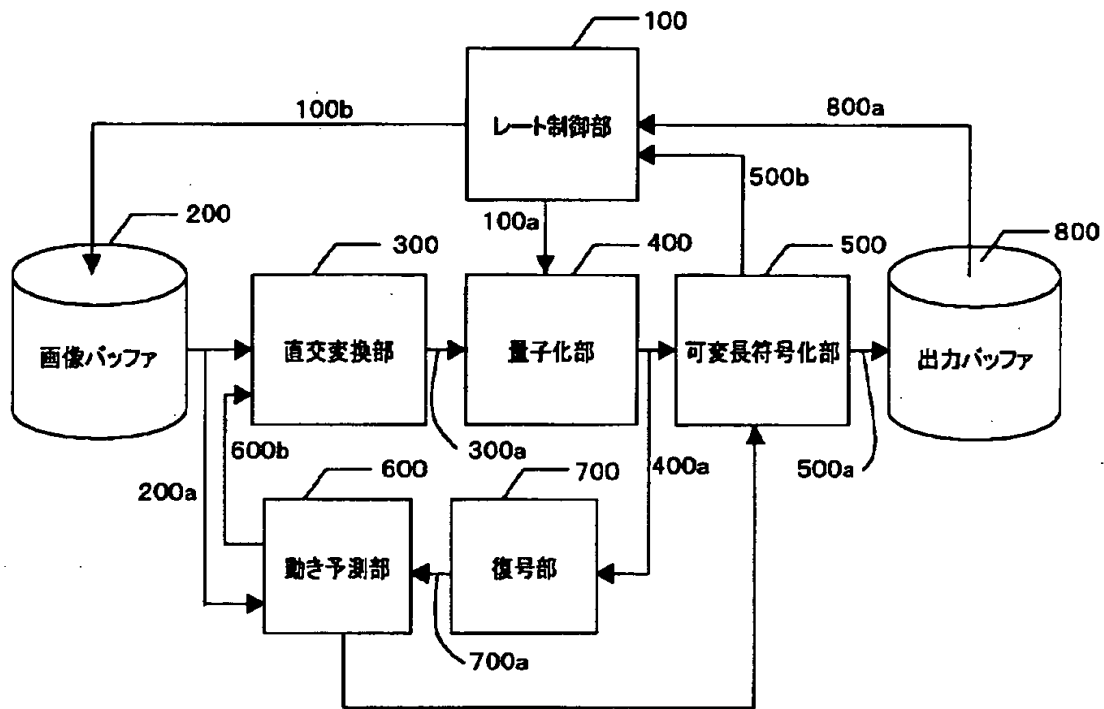 100
レート制御部
100b
800a
500b
100a
200
300
400
500
800
画像バッファ
直交変換部
量子化部
可変長符号化部
出力バッファ
600b
300a
400a
500a
200a
600
700
動き予測部
復号部
700a